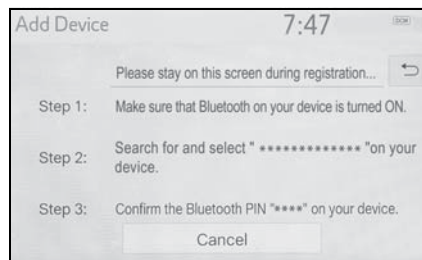 Add Device
7:47
DCM
Please stay on this screen during registration...
Step 1:
Make sure that Bluetooth on your device is turned ON.
Step 2:
Search for and select " ************* "on your
device.
Step 3:
Confirm the Bluetooth PIN "****" on your device.
Cancel